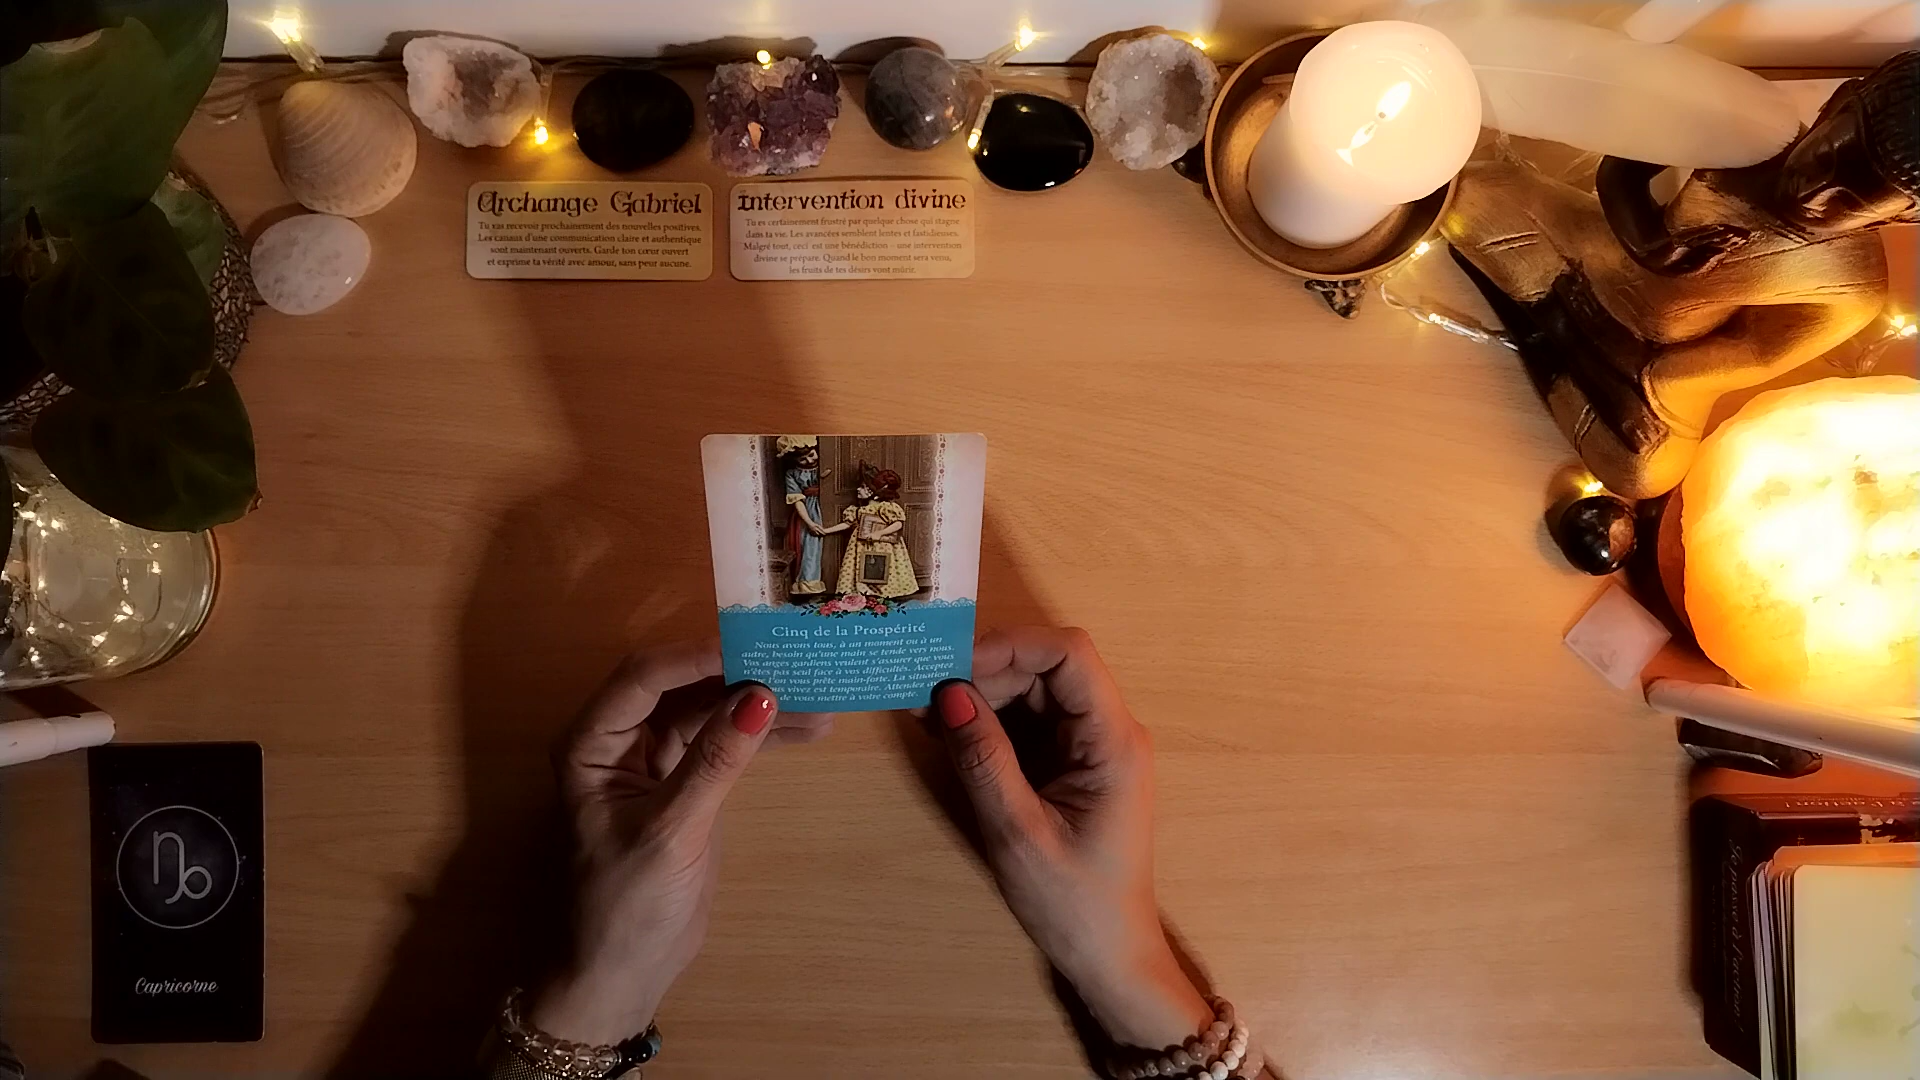 Archange Gabriel
Tu vas recevoir prochainement des nouvelles positives.
Les canaux d'une communication claire et authentique
sont maintenant ouverts. Garde ton cœur ouvert
et exprime ta vérité avec amour, sans peur aucune.
Intervention divine
Tu es certainement frustré par quelque chose qui stagne
dans ta vie. Les avancées semblent lentes et fastidieuses.
Malgré tout, ceci est une bénédiction - une intervention
divine se prépare. Quand le bon moment sera venu,
les fruits de tes désirs vont mûrir.
Cinq de la Prospérité
Nous avons tous, à un moment ou à un
autre, besoin qu'une main se tende vers nous.
Vos anges gardiens veulent s'assurer que vous
n'êtes pas seul face à vos difficultés. Acceptez
que l'on vous prête main-forte. La situation
vous vivez est temporaire. Attendez
de vous mettre à votre compte.
Capricorne
Je passe à l'action !